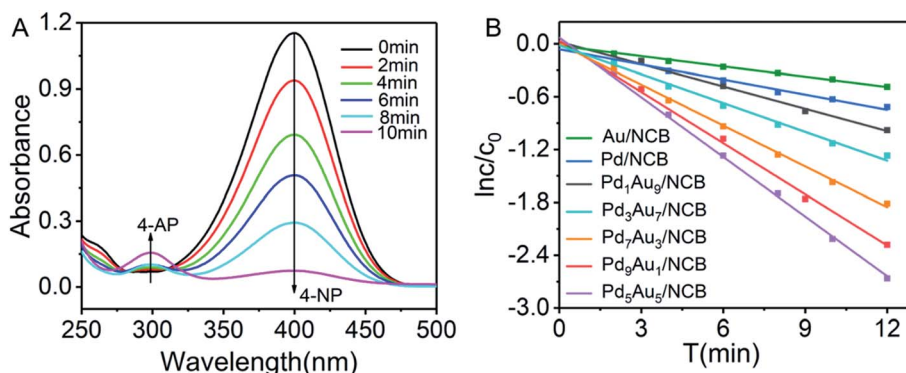 A
1.2
0.9
0.6
0.3
0.0
Absorbance
0min
2min
4min
6min
8min
10min
4-AP
4-NP
250 300 350 400 450 500
Wavelength(nm)
B
0.0
-0.6
-1.2
-1.8
-2.4
-3.0
lnc/c₀
Au/NCB
Pd/NCB
Pd₁Au₉/NCB
Pd₃Au₇/NCB
Pd₇Au₃/NCB
Pd₉Au₁/NCB
Pd₅Au₅/NCB
0 3 6 9 12
T(min)